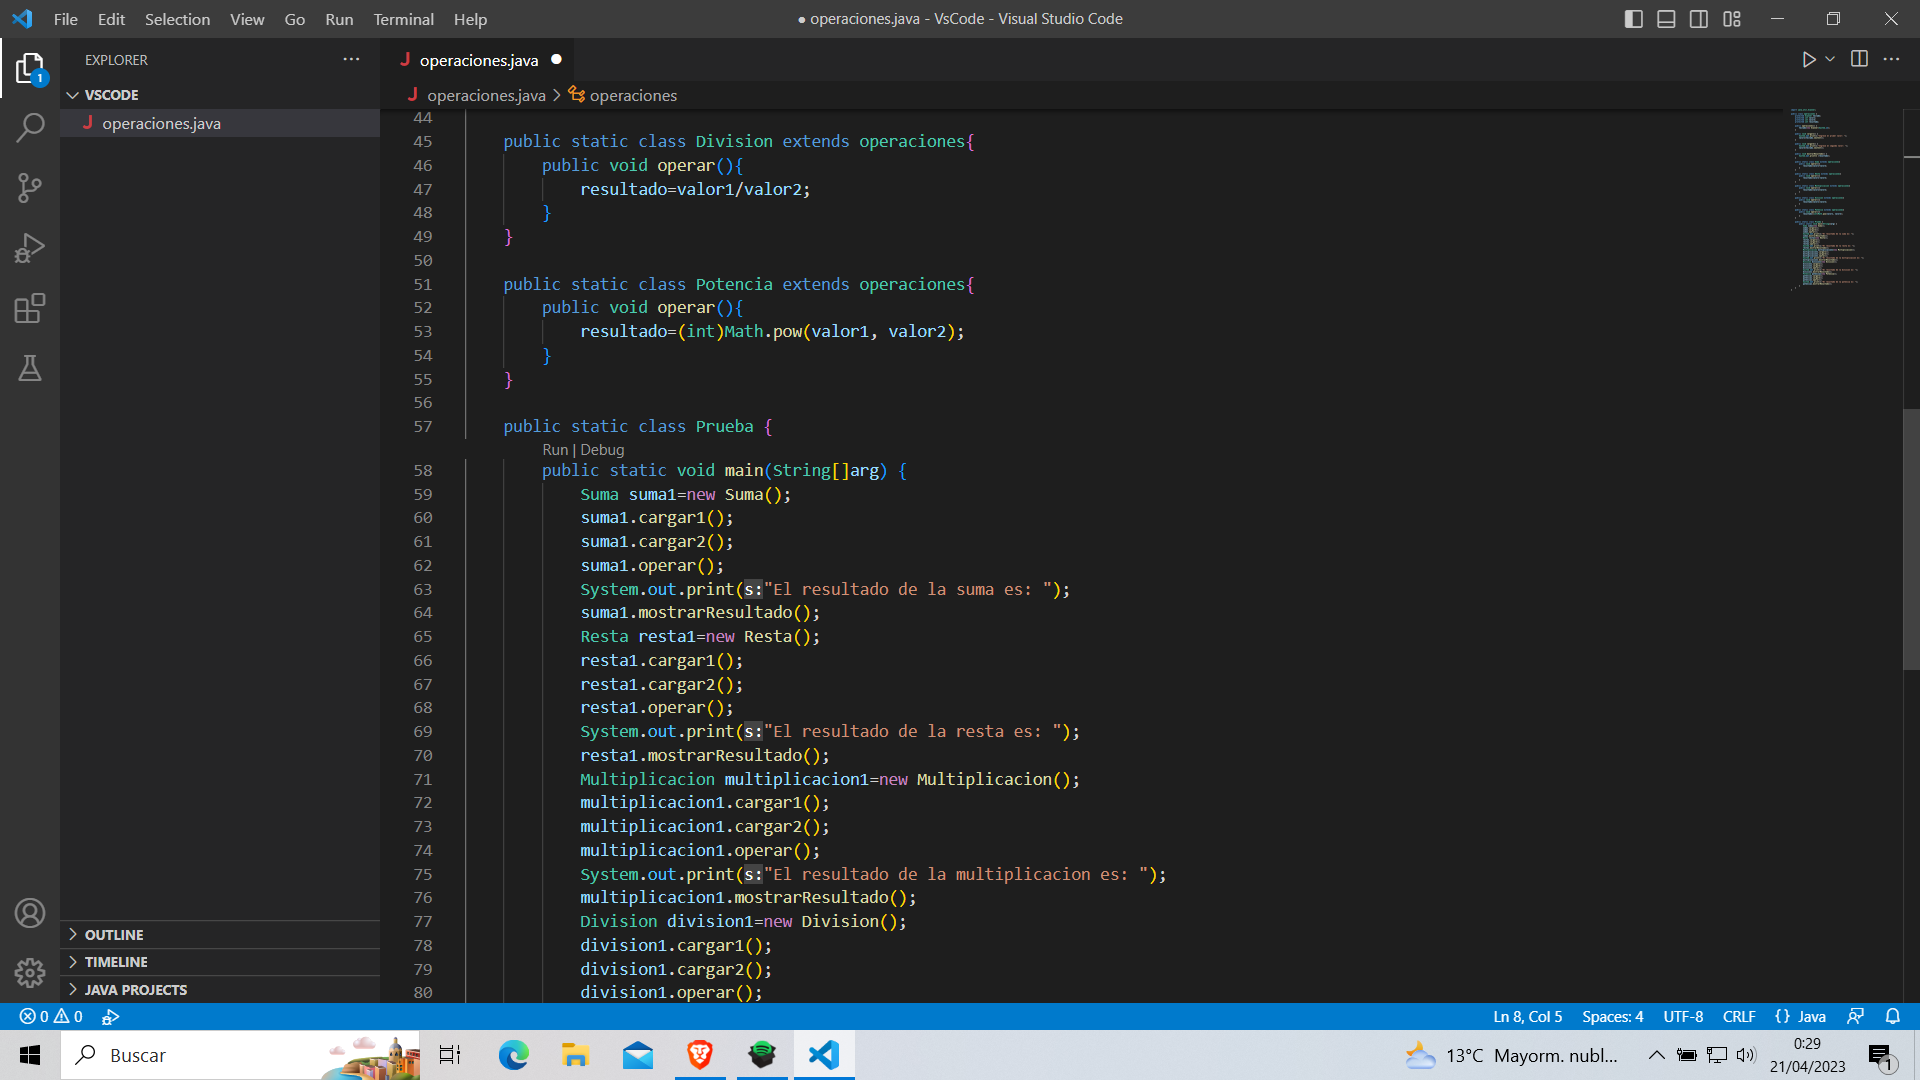 File Edit Selection View Go Run Terminal Help
● operaciones.java - VsCode - Visual Studio Code
EXPLORER
VSCODE
J operaciones.java
OUTLINE
TIMELINE
JAVA PROJECTS
J operaciones.java ●
J operaciones.java > operaciones
44
45 public static class Division extends operaciones{
46 public void operar(){
47 resultado=valor1/valor2;
48 }
49 }
50
51 public static class Potencia extends operaciones{
52 public void operar(){
53 resultado=(int)Math.pow(valor1, valor2);
54 }
55 }
56
57 public static class Prueba {
Run | Debug
58 public static void main(String[]arg) {
59 Suma suma1=new Suma();
60 suma1.cargar1();
61 suma1.cargar2();
62 suma1.operar();
63 System.out.print(s:"El resultado de la suma es: ");
64 suma1.mostrarResultado();
65 Resta resta1=new Resta();
66 resta1.cargar1();
67 resta1.cargar2();
68 resta1.operar();
69 System.out.print(s:"El resultado de la resta es: ");
70 resta1.mostrarResultado();
71 Multiplicacion multiplicacion1=new Multiplicacion();
72 multiplicacion1.cargar1();
73 multiplicacion1.cargar2();
74 multiplicacion1.operar();
75 System.out.print(s:"El resultado de la multiplicacion es: ");
76 multiplicacion1.mostrarResultado();
77 Division division1=new Division();
78 division1.cargar1();
79 division1.cargar2();
80 division1.operar();
0 0
Ln 8, Col 5 Spaces: 4 UTF-8 CRLF {} Java
Buscar
13°C Mayorm. nubl...
0:29
21/04/2023
1
1